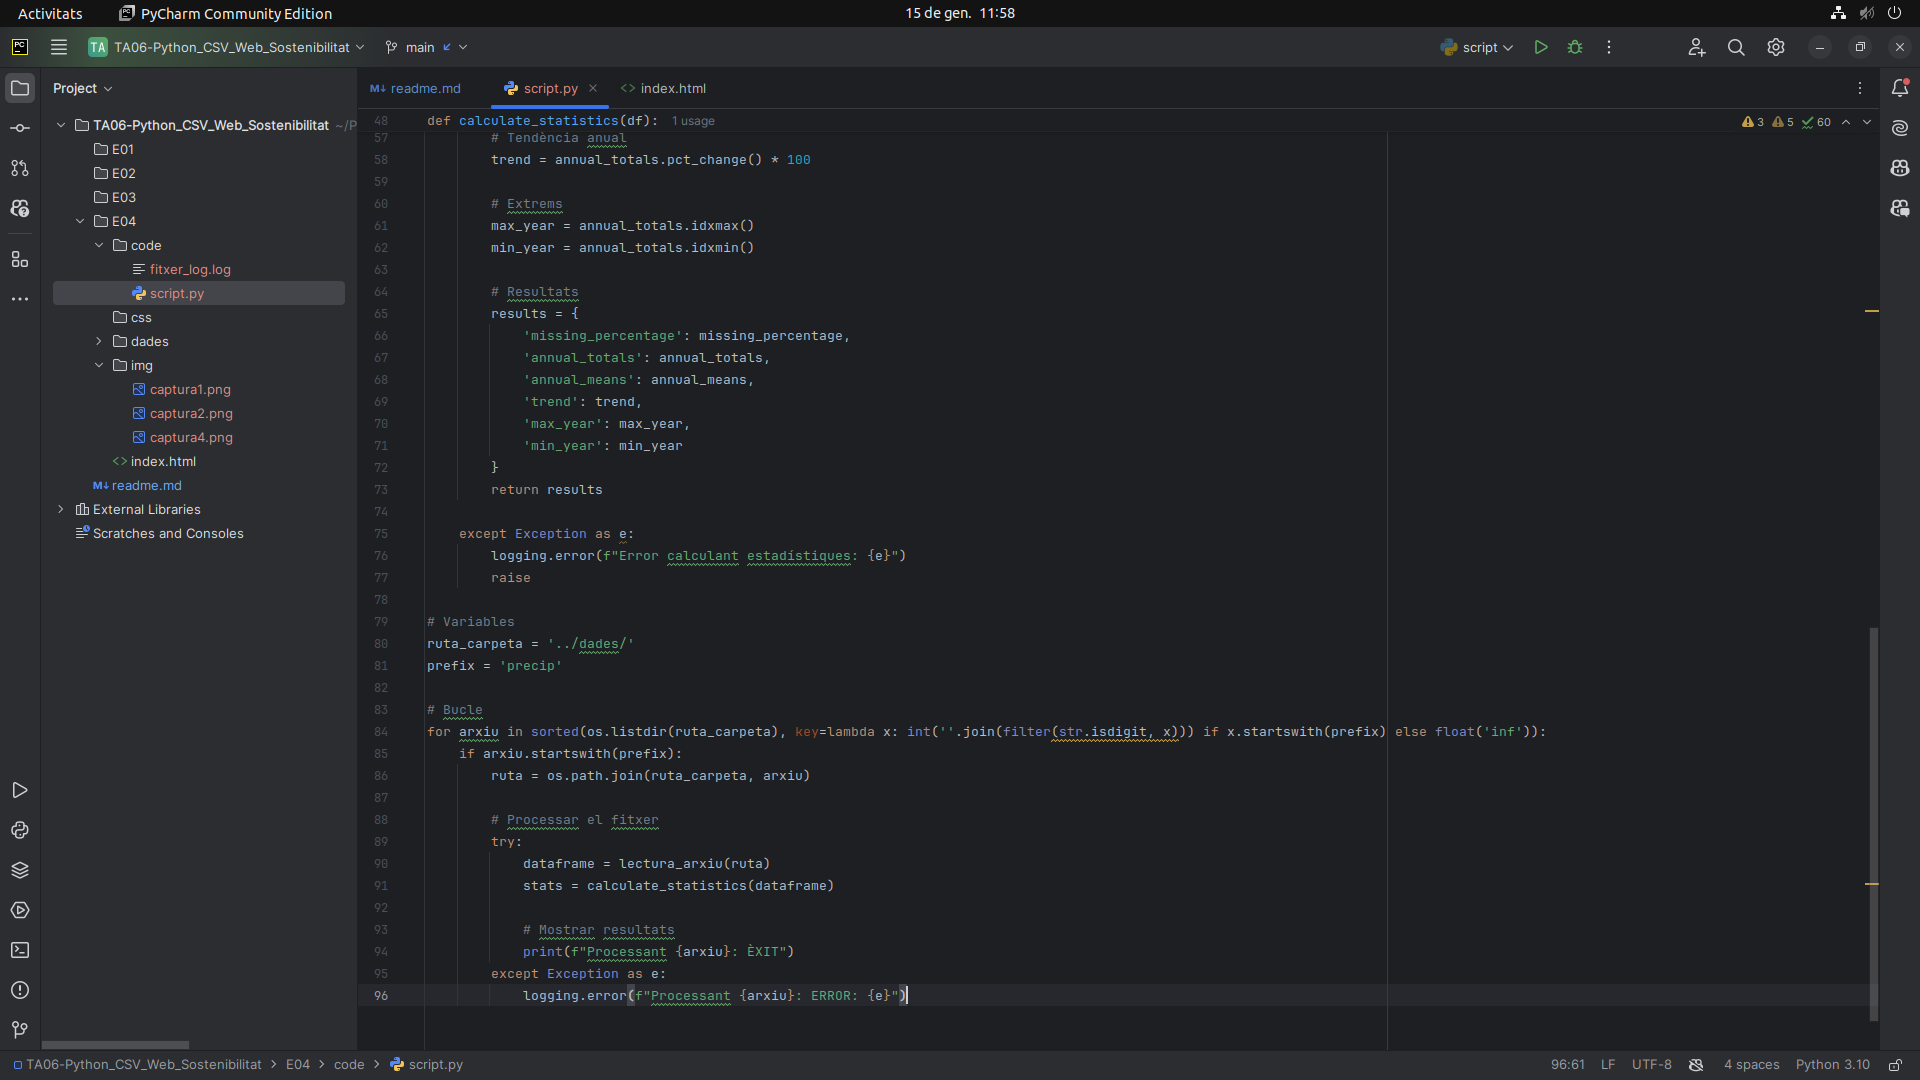 Activitats
PyCharm Community Edition
15 de gen. 11:58
PC
TA TA06-Python_CSV_Web_Sostenibilitat
main
script
Project
readme.md
script.py
index.html
TA06-Python_CSV_Web_Sostenibilitat ~/P
E01
E02
E03
E04
code
fitxer_log.log
script.py
css
dades
img
captura1.png
captura2.png
captura4.png
index.html
readme.md
External Libraries
Scratches and Consoles
48 def calculate_statistics(df): 1 usage
3 5 60
57 # Tendència anual
58 trend = annual_totals.pct_change() * 100
59
60 # Extrems
61 max_year = annual_totals.idxmax()
62 min_year = annual_totals.idxmin()
63
64 # Resultats
65 results = {
66 'missing_percentage': missing_percentage,
67 'annual_totals': annual_totals,
68 'annual_means': annual_means,
69 'trend': trend,
70 'max_year': max_year,
71 'min_year': min_year
72 }
73 return results
74
75 except Exception as e:
76 logging.error(f"Error calculant estadístiques: {e}")
77 raise
78
79 # Variables
80 ruta_carpeta = '../dades/'
81 prefix = 'precip'
82
83 # Bucle
84 for arxiu in sorted(os.listdir(ruta_carpeta), key=lambda x: int(''.join(filter(str.isdigit, x))) if x.startswith(prefix) else float('inf')):
85 if arxiu.startswith(prefix):
86 ruta = os.path.join(ruta_carpeta, arxiu)
87
88 # Processar el fitxer
89 try:
90 dataframe = lectura_arxiu(ruta)
91 stats = calculate_statistics(dataframe)
92
93 # Mostrar resultats
94 print(f"Processant {arxiu}: ÈXIT")
95 except Exception as e:
96 logging.error(f"Processant {arxiu}: ERROR: {e}")
TA06-Python_CSV_Web_Sostenibilitat > E04 > code > script.py
96:61 LF UTF-8 4 spaces Python 3.10